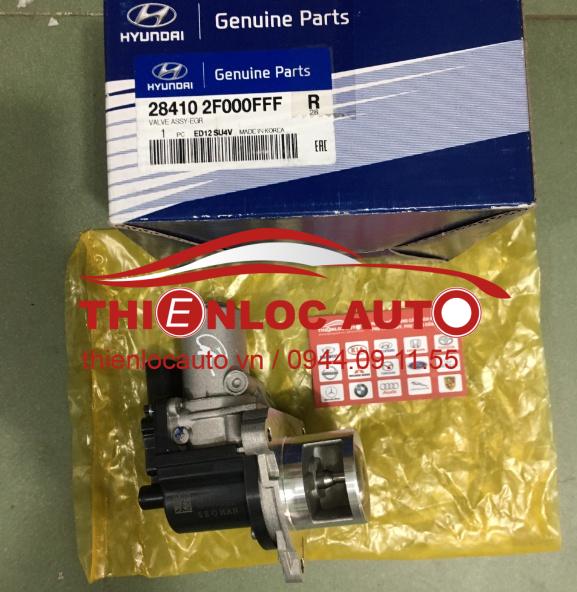 HYUNDAI
Genuine Parts
HYUNDAI
Genuine Parts
28410 2F000FFF R
VALVE ASSY-EGR
1 PC ED12 SU4V MADE IN KOREA
EAC
THIENLOC AUTO
thienlocauto.vn / 0944.09.11.55